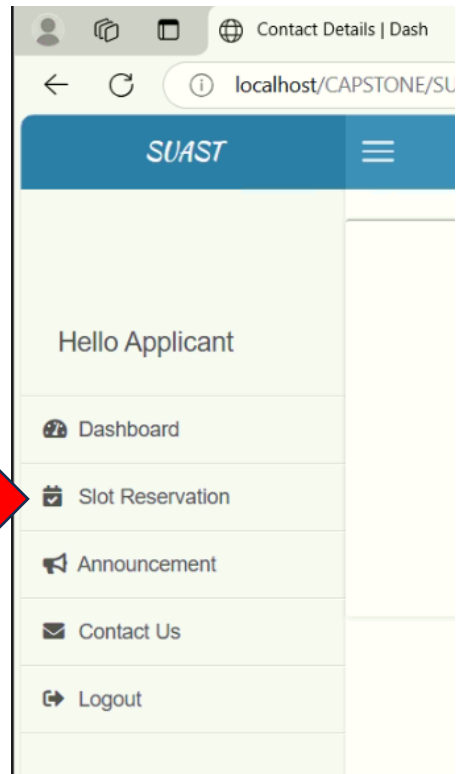 Contact Details | Dash
localhost/CAPSTONE/SU
SUAST
Hello Applicant
Dashboard
Slot Reservation
Announcement
Contact Us
Logout